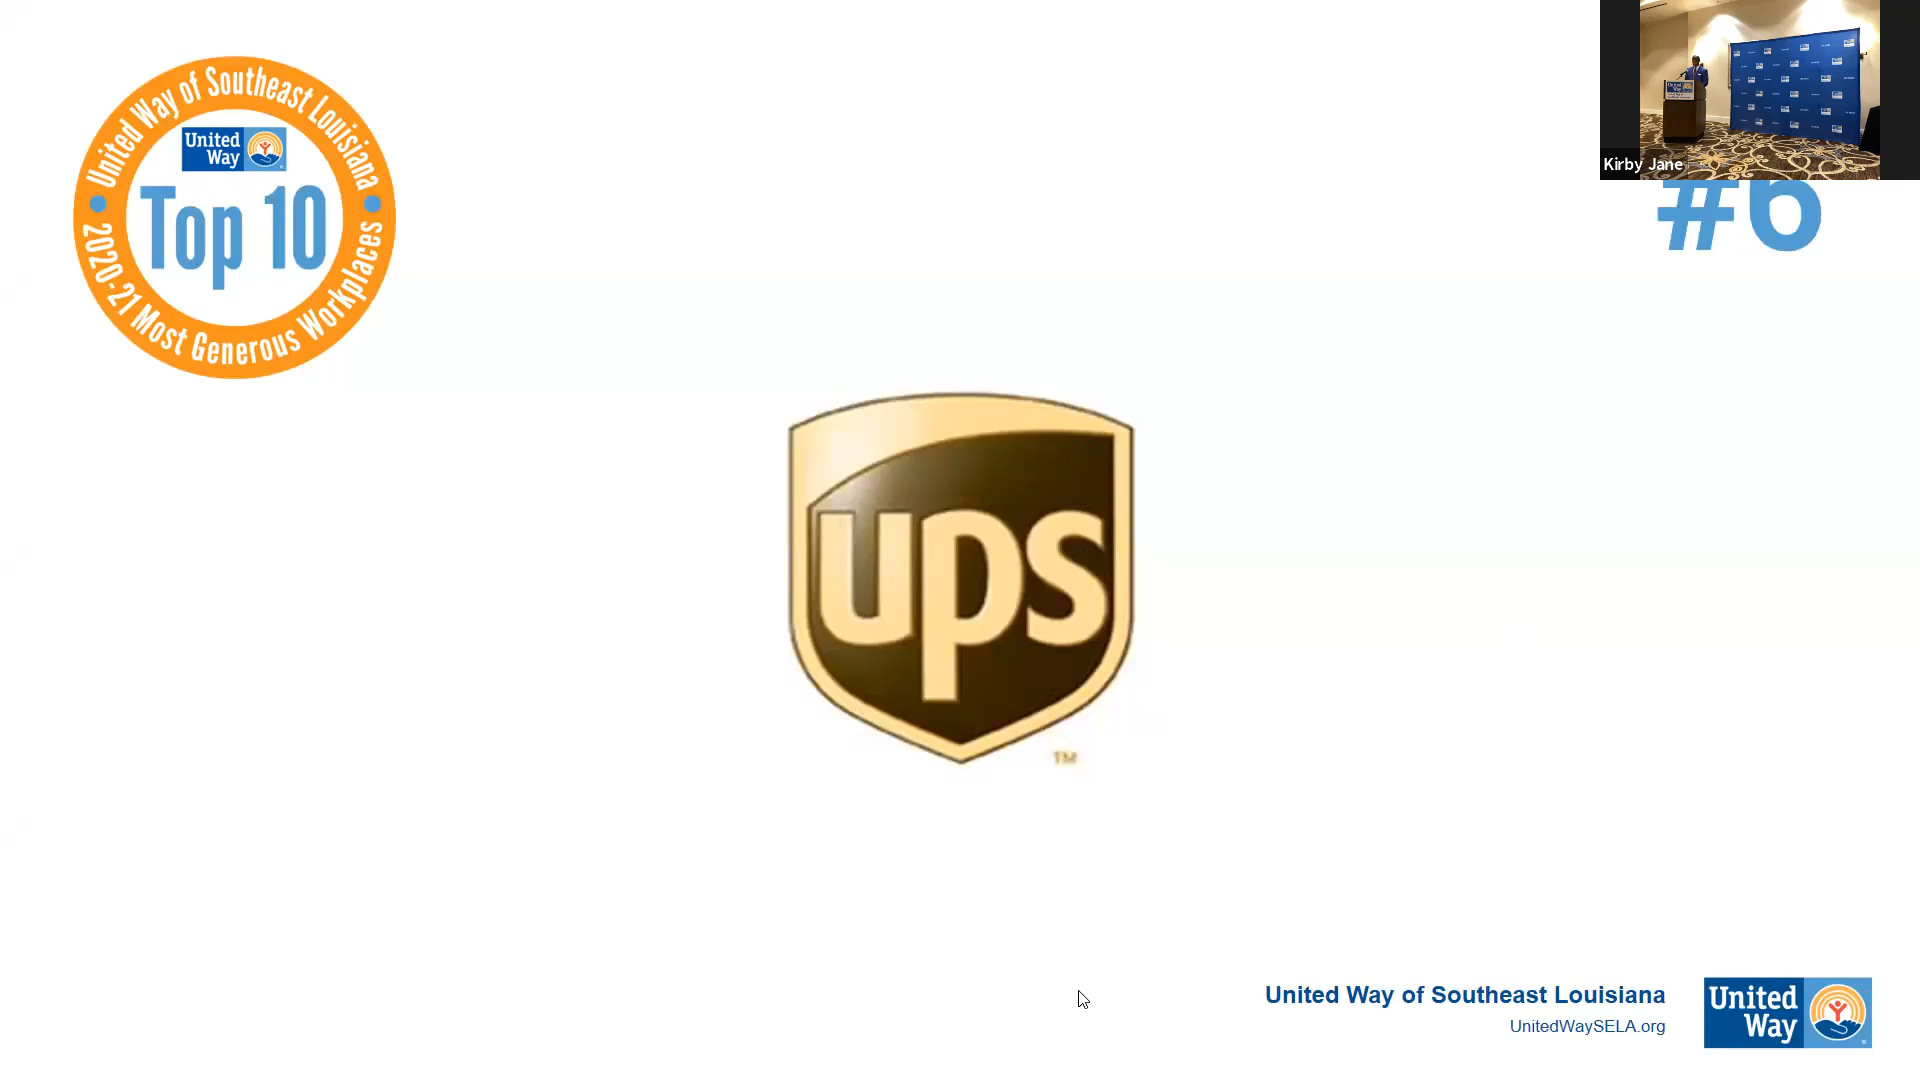 United Way of Southeast Louisiana
United
Way
Top 10
2020-21 Most Generous Workplaces
Kirby Jane
#6
ups
TM
United Way of Southeast Louisiana
UnitedWaySELA.org
United
Way